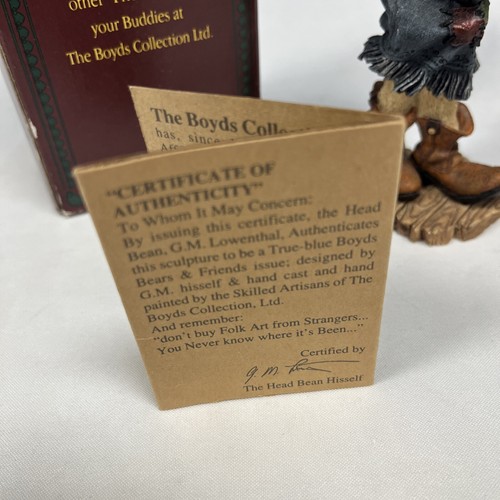 other
your Buddies at
The Boyds Collection Ltd.
The Boyds Colle
has, since
"CERTIFICATE OF
AUTHENTICITY"
To Whom It May Concern:
By issuing this certificate, the Head
Bean, G.M. Lowenthal, Authenticates
this sculpture to be a True-blue Boyds
Bears & Friends issue; designed by
G.M. hisself & hand cast and hand
painted by the Skilled Artisans of The
Boyds Collection, Ltd.
And remember:
"don't buy Folk Art from Strangers...
You Never know where it's Been..."
Certified by
The Head Bean Hisself